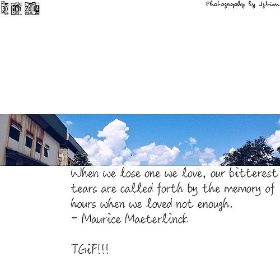 Photography by Jghim
When we lose one we love, our bitterest
tears are called forth by the memory of
hours when we loved not enough.
- Maurice Maeterlinck
TGiF!!!